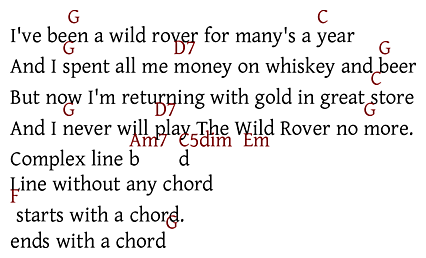 G C
I've been a wild rover for many's a year
G D7 G
And I spent all me money on whiskey and beer
C
But now I'm returning with gold in great store
G D7 G
And I never will play The Wild Rover no more.
Am7 C5dim Em
Complex line b d
Line without any chord
F
starts with a chord.
G
ends with a chord